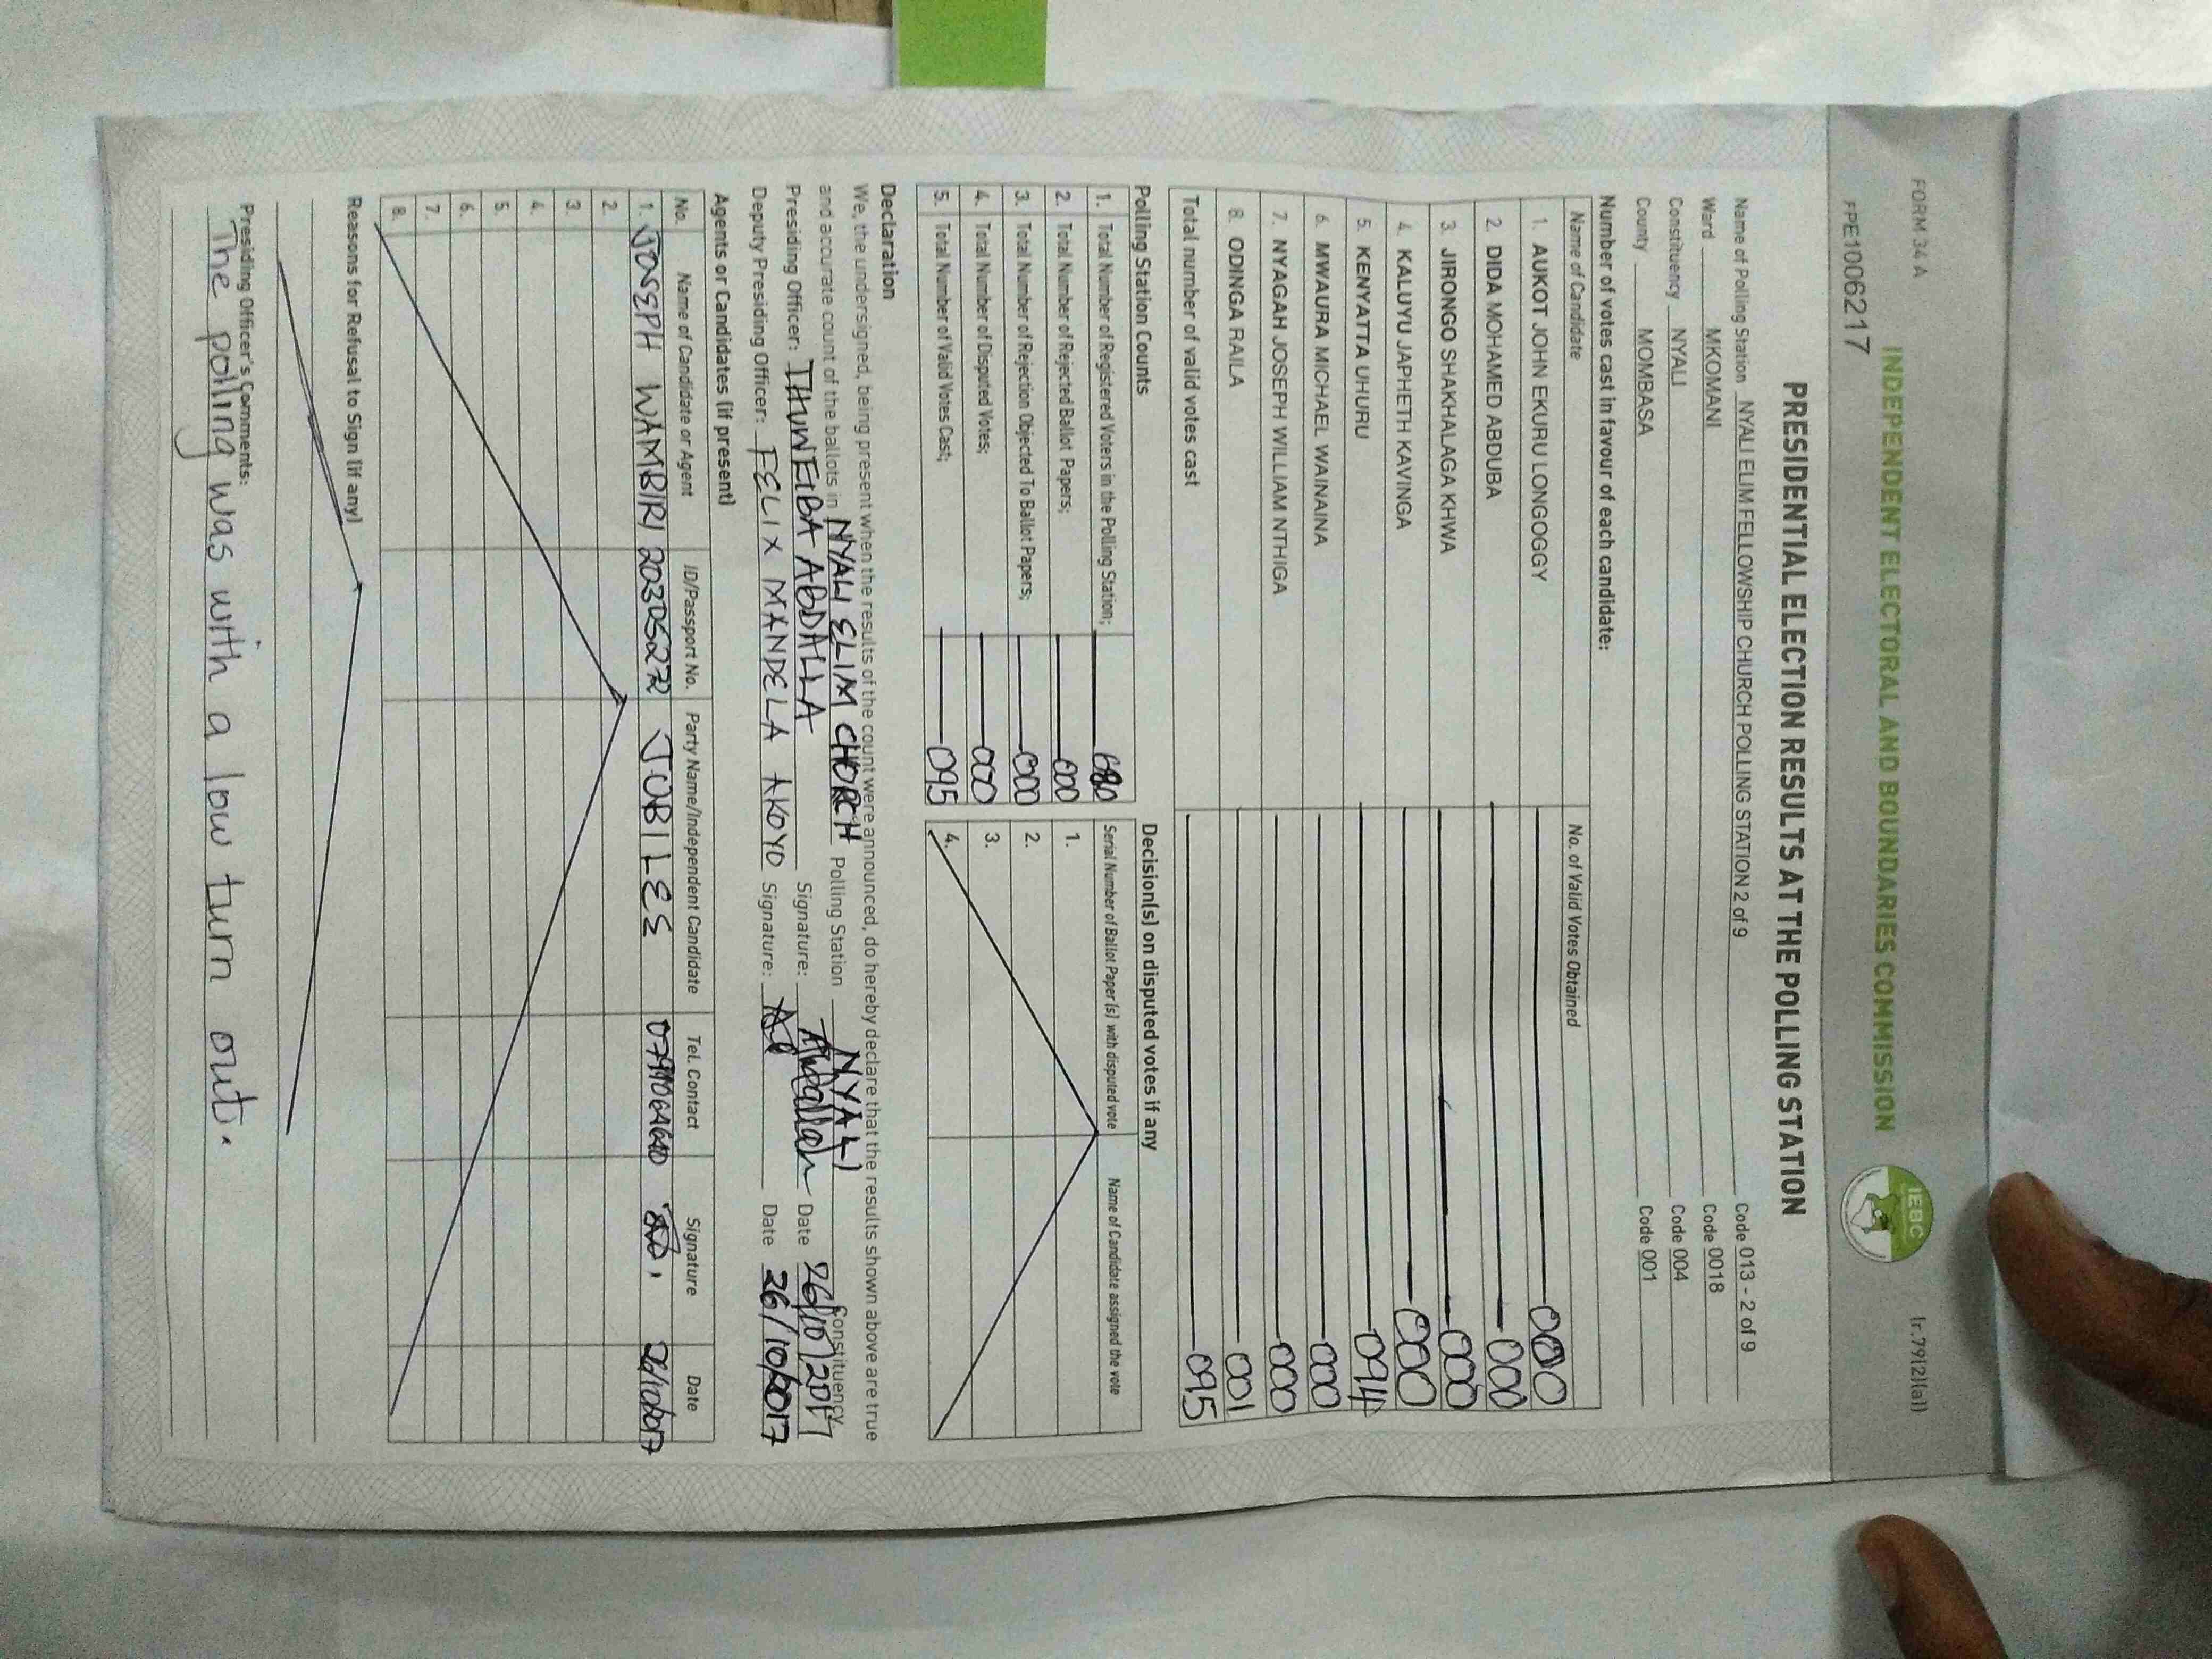 FORM 34 A
(r.79(2)(a))
INDEPENDENT ELECTORAL AND BOUNDARIES COMMISSION
IEBC
FPE1006217
PRESIDENTIAL ELECTION RESULTS AT THE POLLING STATION
Name of Polling Station NYALI ELIM FELLOWSHIP CHURCH POLLING STATION 2 of 9 Code 013 - 2 of 9
Ward MKOMANI Code 0018
Constituency NYALI Code 004
County MOMBASA Code 001
Number of votes cast in favour of each candidate:
Name of Candidate No. of Valid Votes Obtained
1. AUKOT JOHN EKURU LONGOGGY 000
2. DIDA MOHAMED ABDUBA 000
3. JIRONGO SHAKHALAGA KHWA 000
4. KALUYU JAPHETH KAVINGA 000
5. KENYATTA UHURU 094
6. MWAURA MICHAEL WAINAINA 000
7. NYAGAH JOSEPH WILLIAM NTHIGA 000
8. ODINGA RAILA 001
Total number of valid votes cast 095
Polling Station Counts
1. Total Number of Registered Voters in the Polling Station; 680
2. Total Number of Rejected Ballot Papers; 000
3. Total Number of Rejection Objected To Ballot Papers; 000
4. Total Number of Disputed Votes; 000
5. Total Number of Valid Votes Cast; 095
Decision(s) on disputed votes if any
Serial Number of Ballot Paper (s) with disputed vote Name of Candidate assigned the vote
1.
2.
3.
4.
Declaration
We, the undersigned, being present when the results of the count were announced, do hereby declare that the results shown above are true
and accurate count of the ballots in NYALI ELIM CHURCH Polling Station NYALI Constituency
Presiding Officer: THUWEIBA ABDALLA Signature: Date 26/10/2017
Deputy Presiding Officer: FELIX MANDELA AKOYO Signature: Date 26/10/2017
Agents or Candidates (if present)
No. Name of Candidate or Agent ID/Passport No. Party Name/Independent Candidate Tel. Contact Signature Date
1. JOSEPH WAMBIRI JUBILEE 26/10/2017
2.
3.
4.
5.
6.
7.
8.
Reasons for Refusal to Sign (if any)
Presiding Officer's Comments:
The polling was with a low turn out.